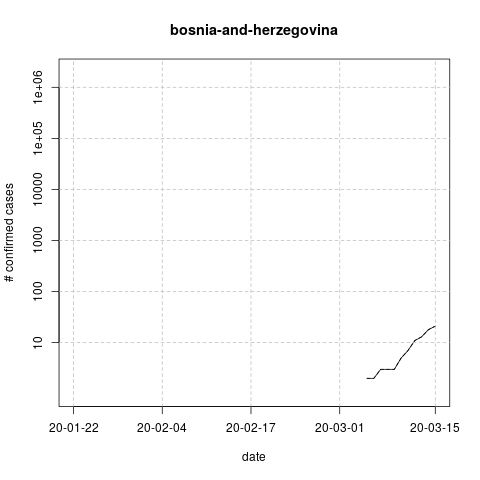 bosnia-and-herzegovina
# confirmed cases
1e+06
1e+05
10000
1000
100
10
20-01-22 20-02-04 20-02-17 20-03-01 20-03-15
date